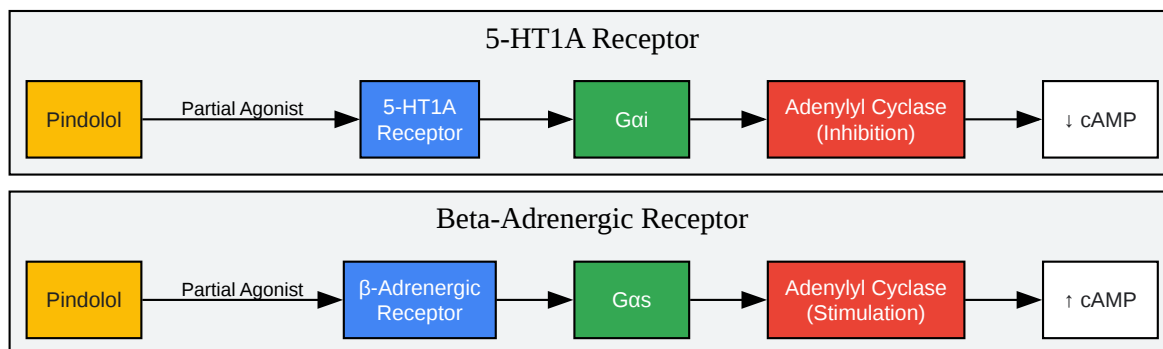 5-HT1A Receptor
Pindolol
Partial Agonist
5-HT1A
Receptor
Gαi
Adenylyl Cyclase
(Inhibition)
↓ cAMP
Beta-Adrenergic Receptor
Pindolol
Partial Agonist
β-Adrenergic
Receptor
Gαs
Adenylyl Cyclase
(Stimulation)
↑ cAMP